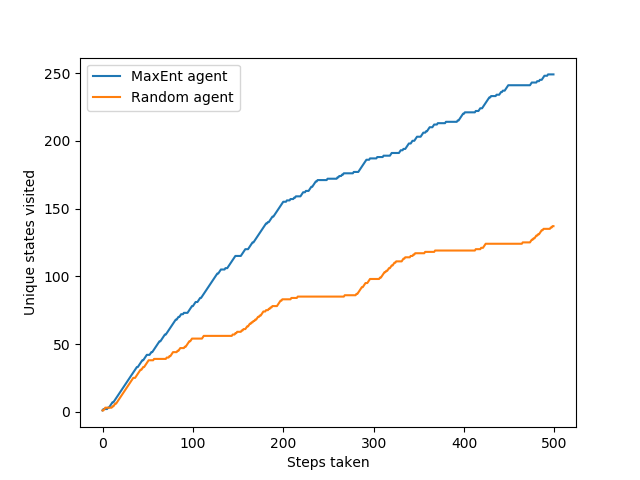 MaxEnt agent
Random agent
250
200
150
100
50
0
Unique states visited
0 100 200 300 400 500
Steps taken